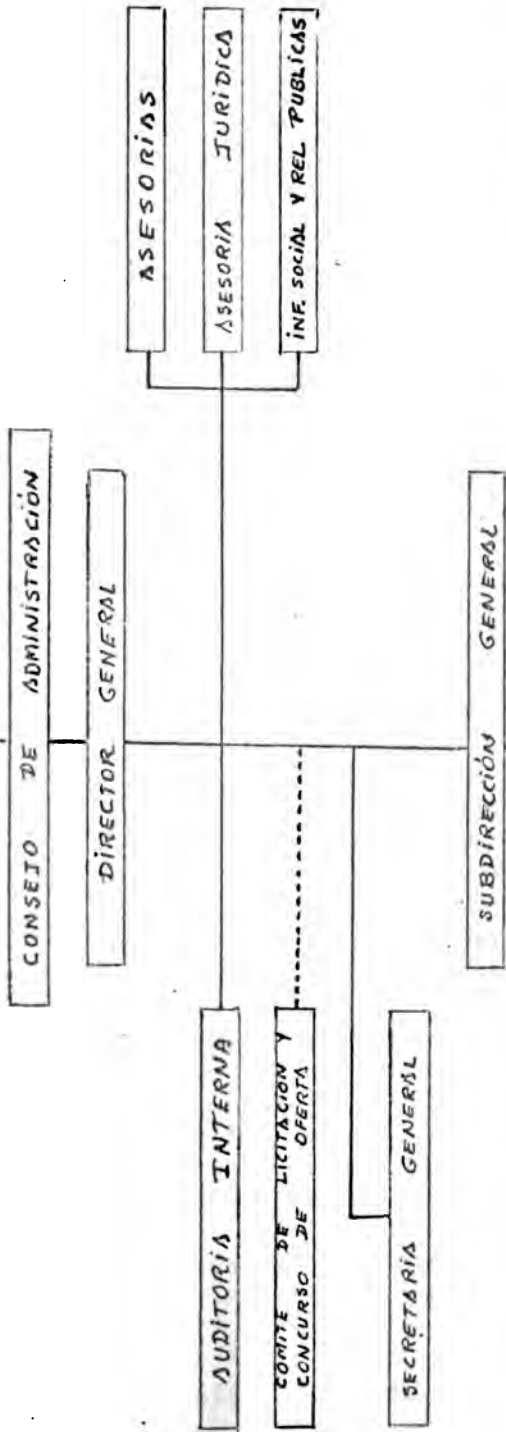 CONSEJO DE ADMINISTRACIÓN
DIRECTOR GENERAL
ASESORIAS
AUDITORIA INTERNA
ASESORIA JURIDICA
COMITE DE LICITACION Y
CONCURSO DE OFERTA
INF. SOCIAL Y REL PUBLICAS
SECRETARIA GENERAL
SUBDIRECCIÓN GENERAL